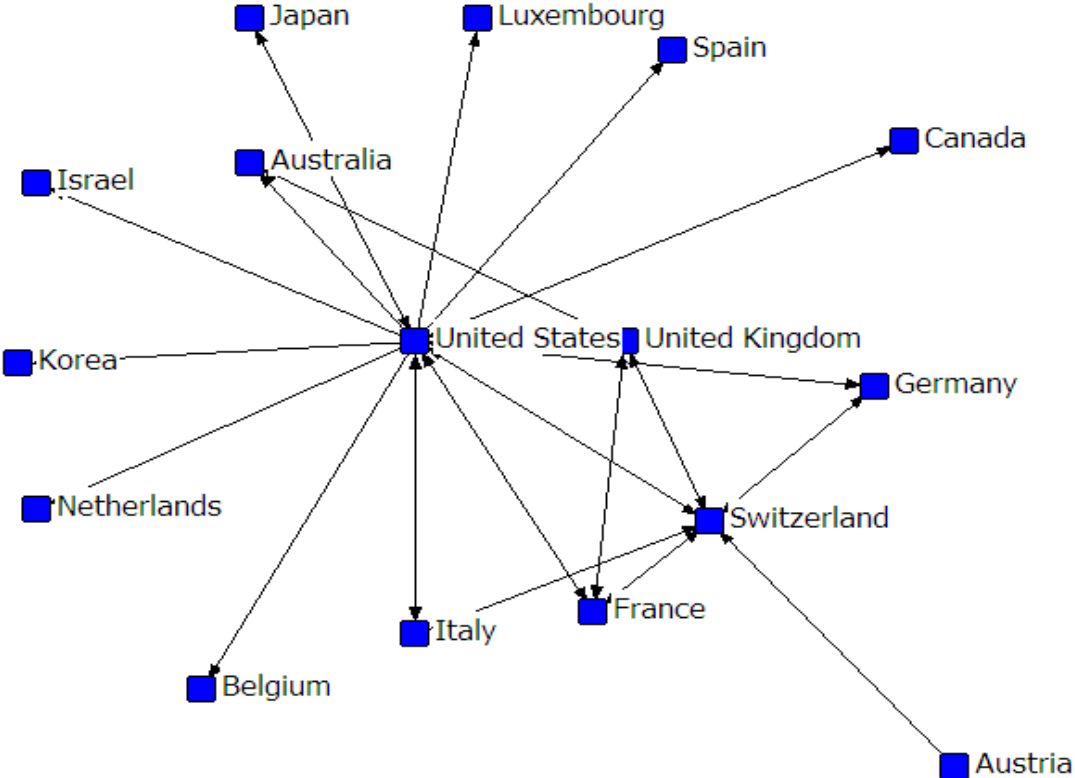 Japan
Luxembourg
Spain
Canada
Australia
Israel
United States
United Kingdom
Korea
Germany
Netherlands
Switzerland
France
Italy
Belgium
Austria